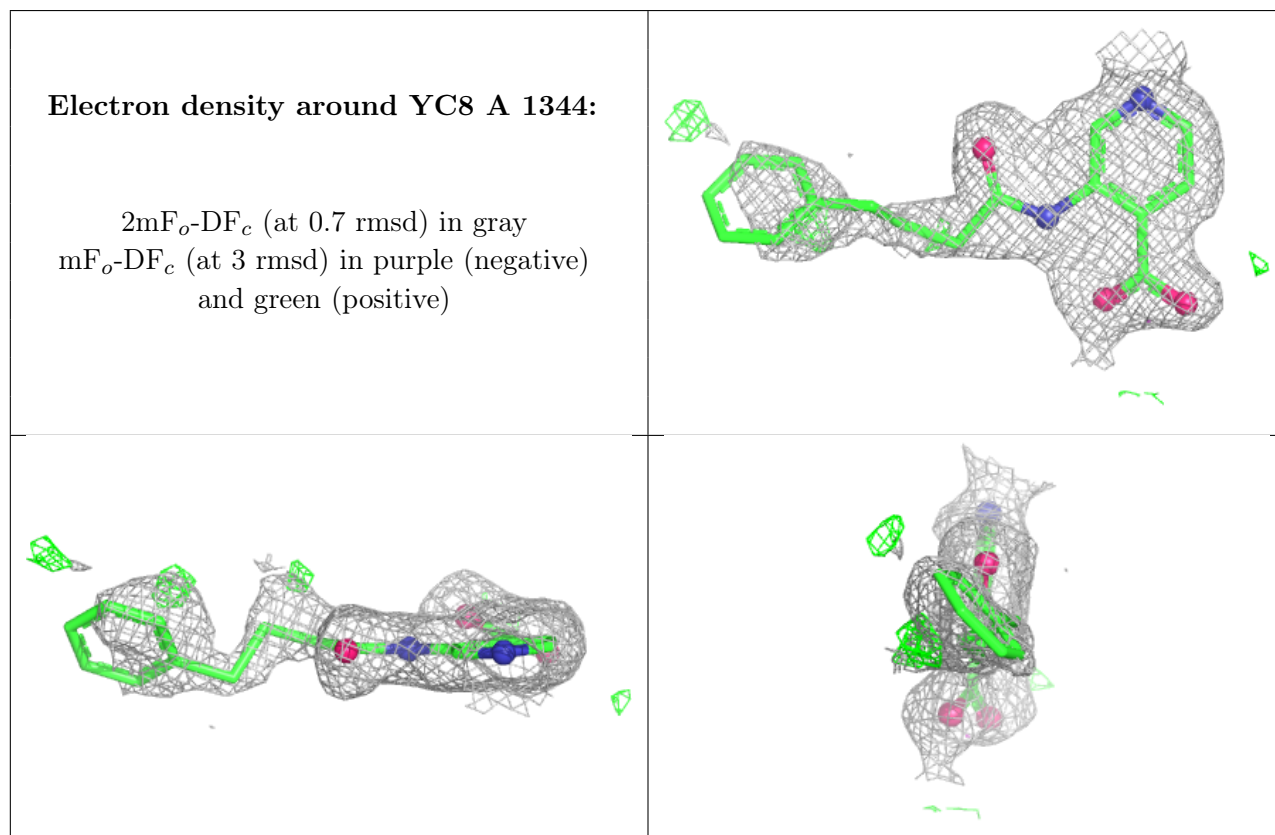 Electron density around YC8 A 1344:
2mFo-DFc (at 0.7 rmsd) in gray
mFo-DFc (at 3 rmsd) in purple (negative)
and green (positive)